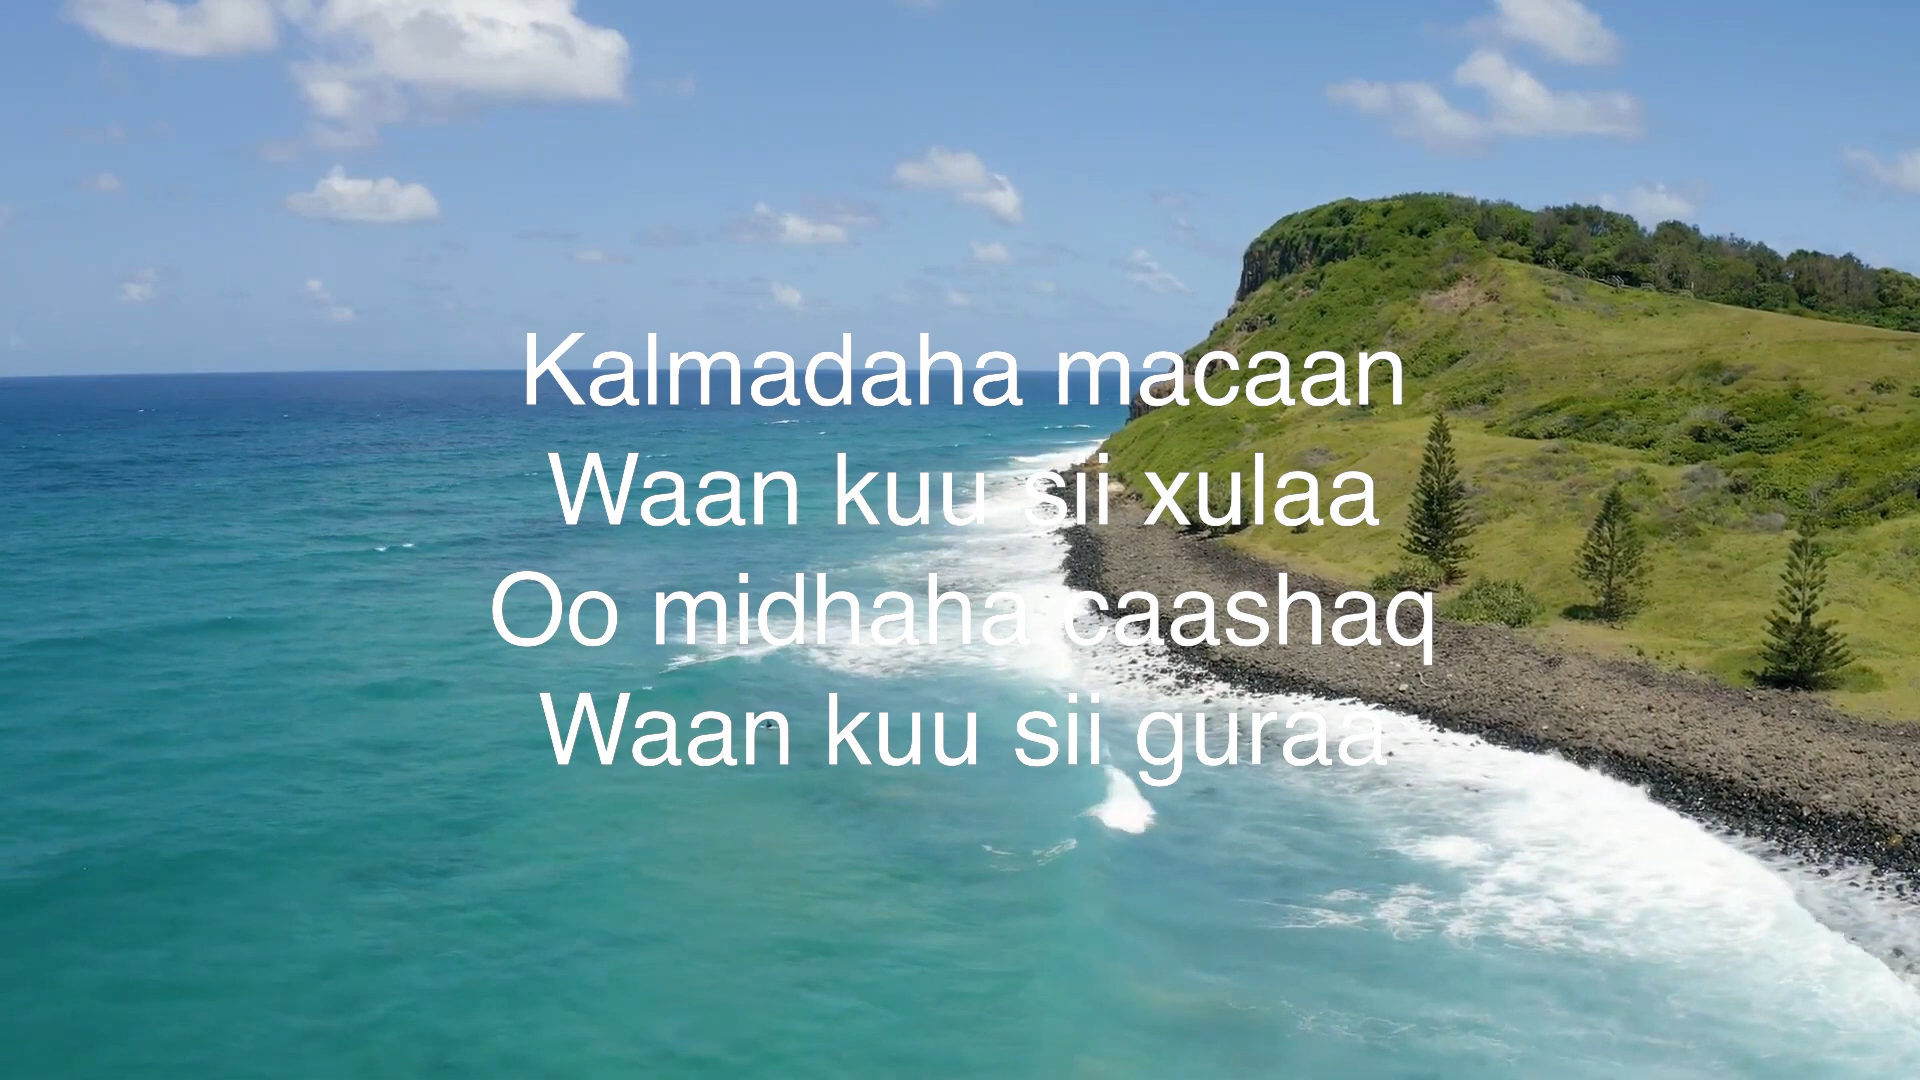 Kalmadaha macaan
Waan kuu sii xulaa
Oo midhaha caashaq
Waan kuu sii guraa